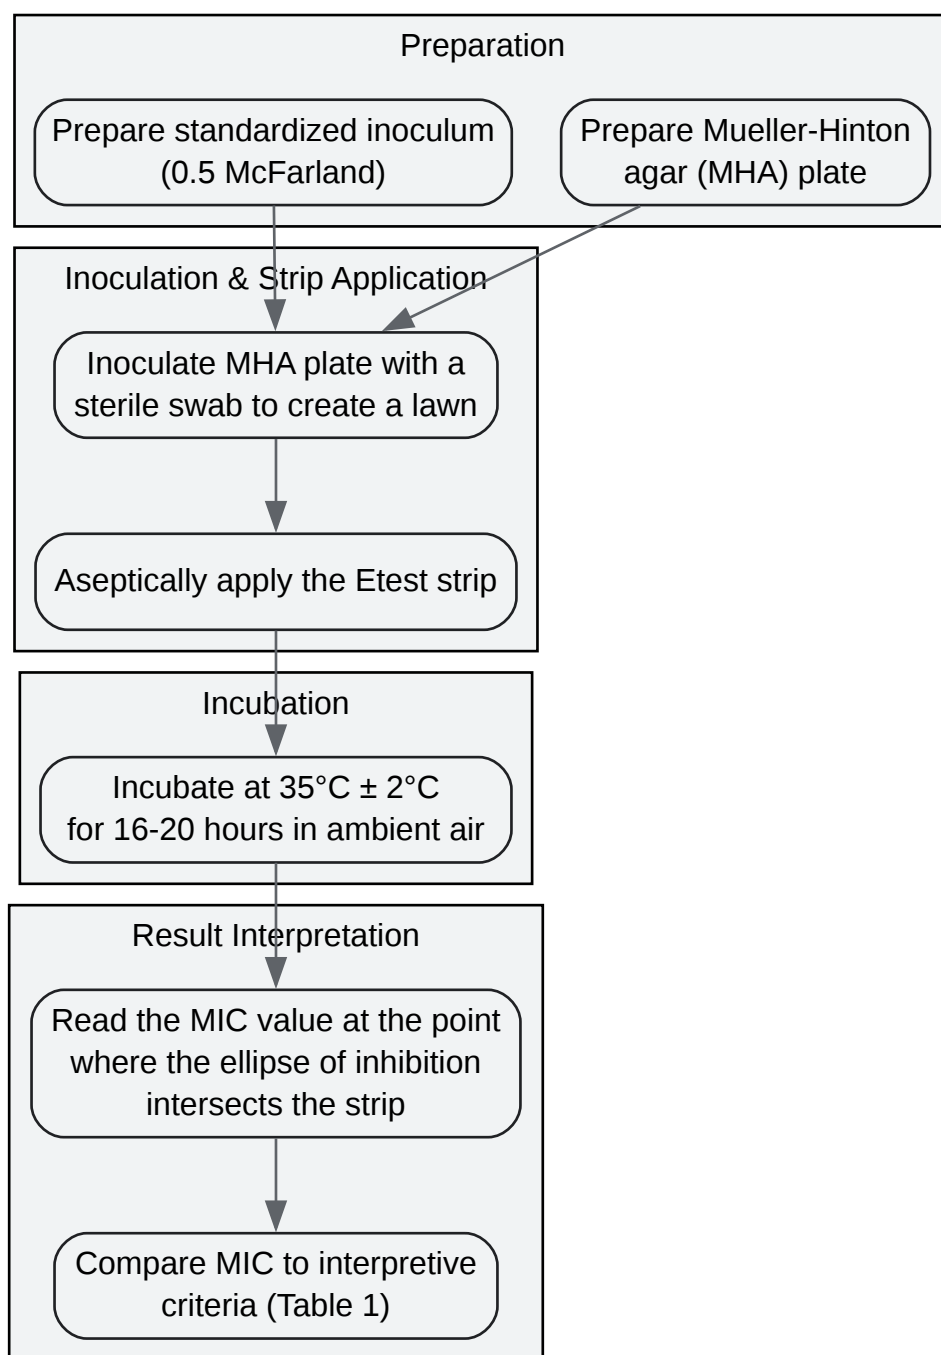 Preparation
Prepare standardized inoculum
(0.5 McFarland)
Prepare Mueller-Hinton
agar (MHA) plate
Inoculation & Strip Application
Inoculate MHA plate with a
sterile swab to create a lawn
Aseptically apply the Etest strip
Incubation
Incubate at 35°C ± 2°C
for 16-20 hours in ambient air
Result Interpretation
Read the MIC value at the point
where the ellipse of inhibition
intersects the strip
Compare MIC to interpretive
criteria (Table 1)